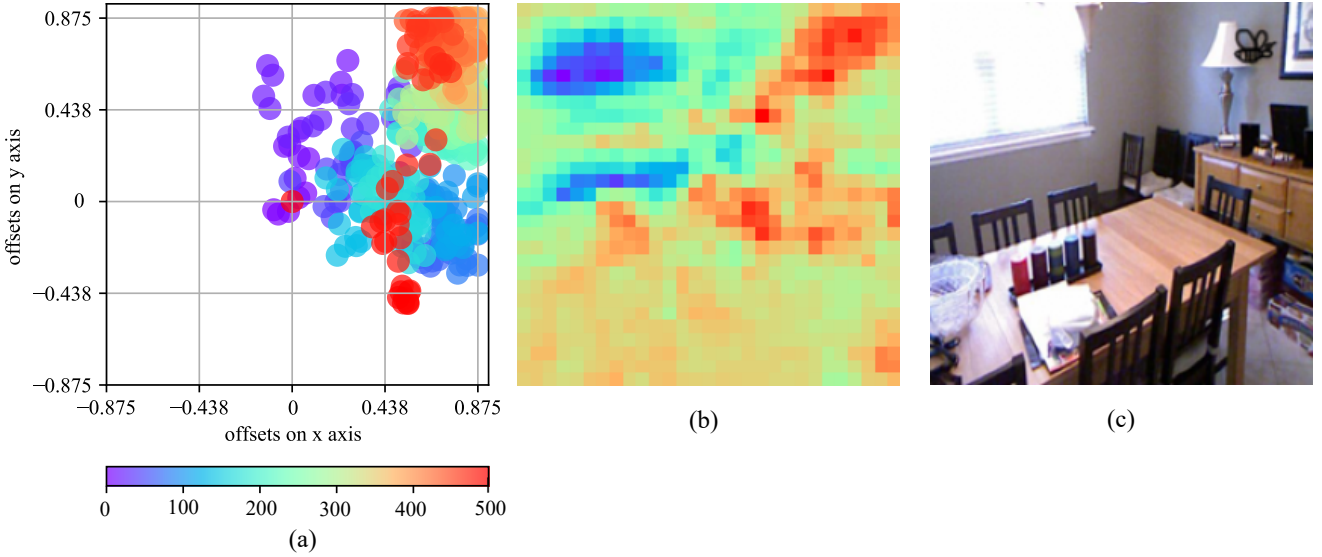 0.875
0.438
0
−0.438
−0.875
offsets on y axis
−0.875 −0.438 0 0.438 0.875
offsets on x axis
0 100 200 300 400 500
(a)
(b)
(c)